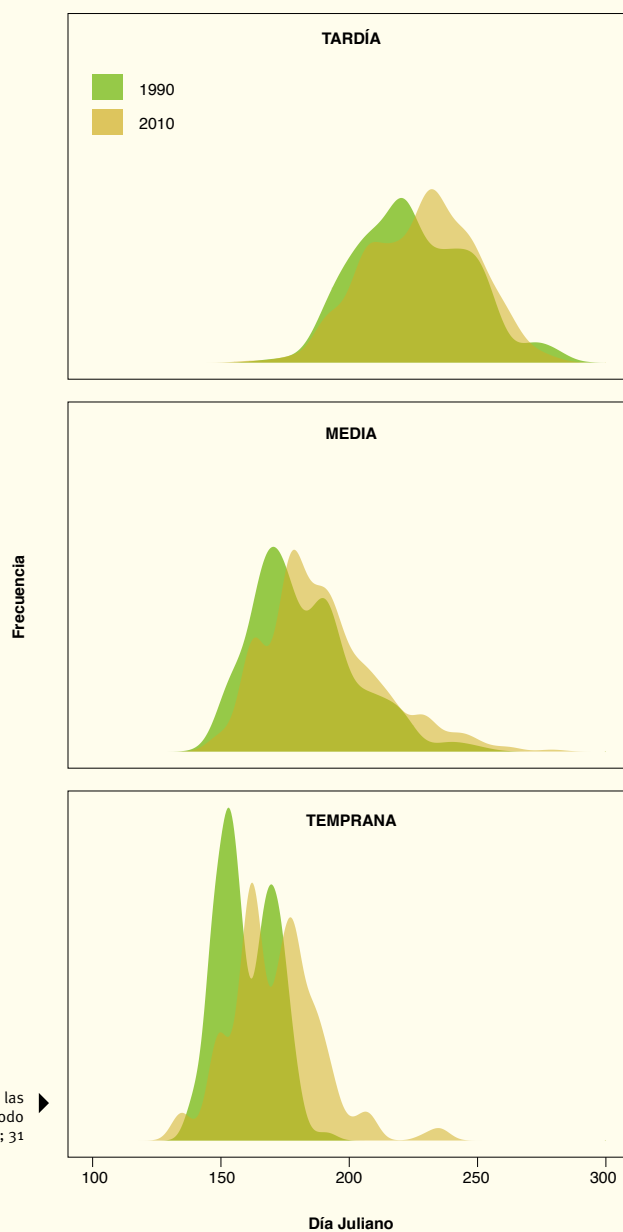 TARDÍA
1990
2010
MEDIA
Frecuencia
TEMPRANA
las
odo
; 31
100 150 200 250 300
Día Juliano